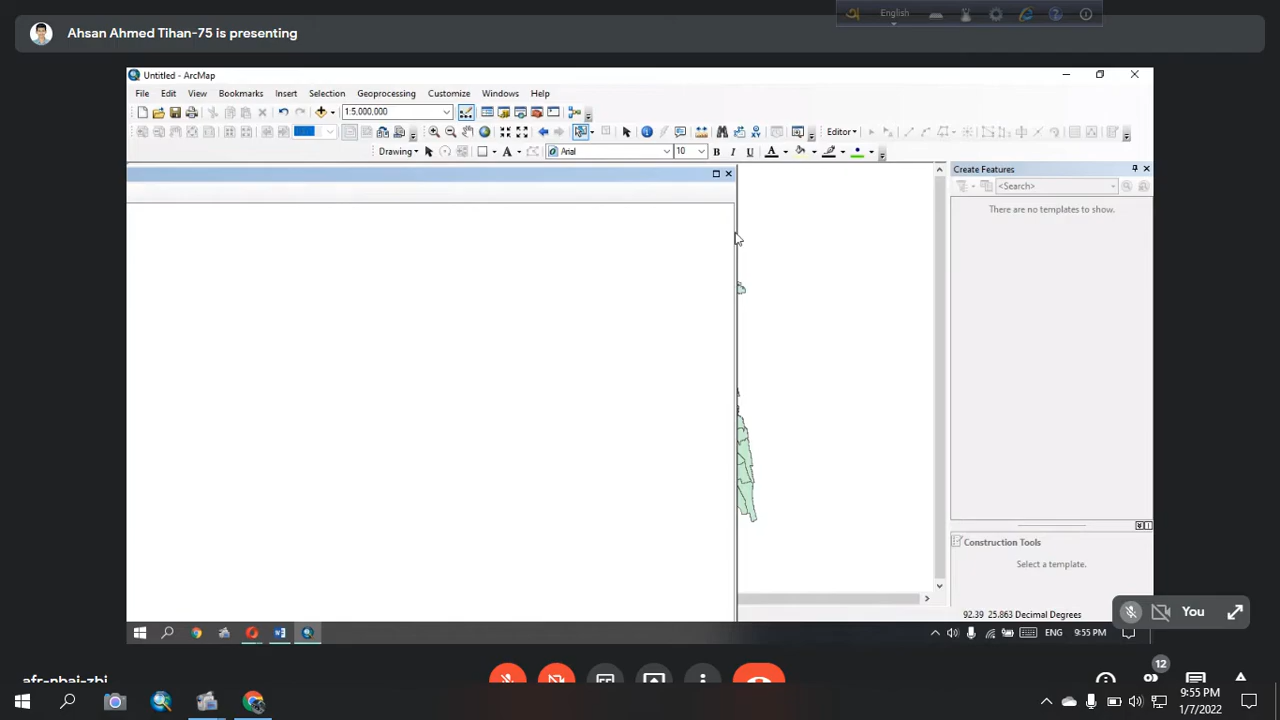 English
Ahsan Ahmed Tihan-75 is presenting
Untitled - ArcMap
File Edit View Bookmarks Insert Selection Geoprocessing Customize Windows Help
1:5,000,000
Editor
Drawing Arial 10 B I U A
Create Features
<Search>
There are no templates to show.
Construction Tools
Select a template.
92.39 25.863 Decimal Degrees
You
ENG 9:55 PM
12
9:55 PM
1/7/2022